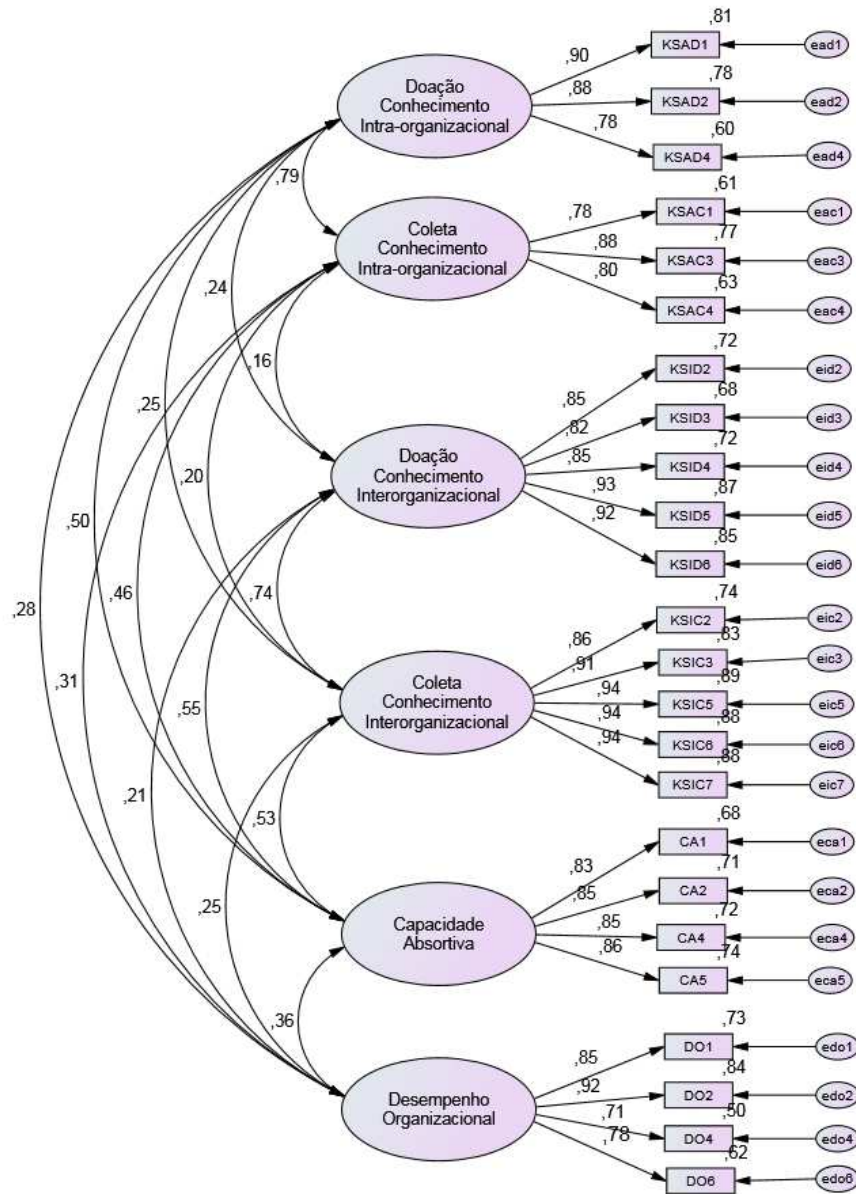 ,81
,90
KSAD1
ead1
Doação
Conhecimento
Intra-organizacional
,88
,78
KSAD2
ead2
,78
,60
KSAD4
ead4
,79
,61
,78
KSAC1
eac1
Coleta
Conhecimento
Intra-organizacional
,88
,77
KSAC3
eac3
,80
,63
KSAC4
eac4
,24
,16
,72
KSID2
eid2
,25
,85
,68
KSID3
eid3
,82
,72
Doação
Conhecimento
Interorganizacional
,85
KSID4
eid4
,20
,93
,87
KSID5
eid5
,92
,85
KSID6
eid6
,50
,46
,74
,28
,74
KSIC2
eic2
,86
,83
KSIC3
eic3
,91
,89
Coleta
Conhecimento
Interorganizacional
,94
KSIC5
eic5
,94
,88
KSIC6
eic6
,94
,88
KSIC7
eic7
,31
,55
,21
,53
,68
CA1
eca1
,83
,71
,25
,85
CA2
eca2
Capacidade
Absortiva
,85
,72
CA4
eca4
,86
,74
CA5
eca5
,36
,73
DO1
edo1
,85
,84
Desempenho
Organizacional
,92
DO2
edo2
,71
,50
DO4
edo4
,78
,62
DO6
edo6